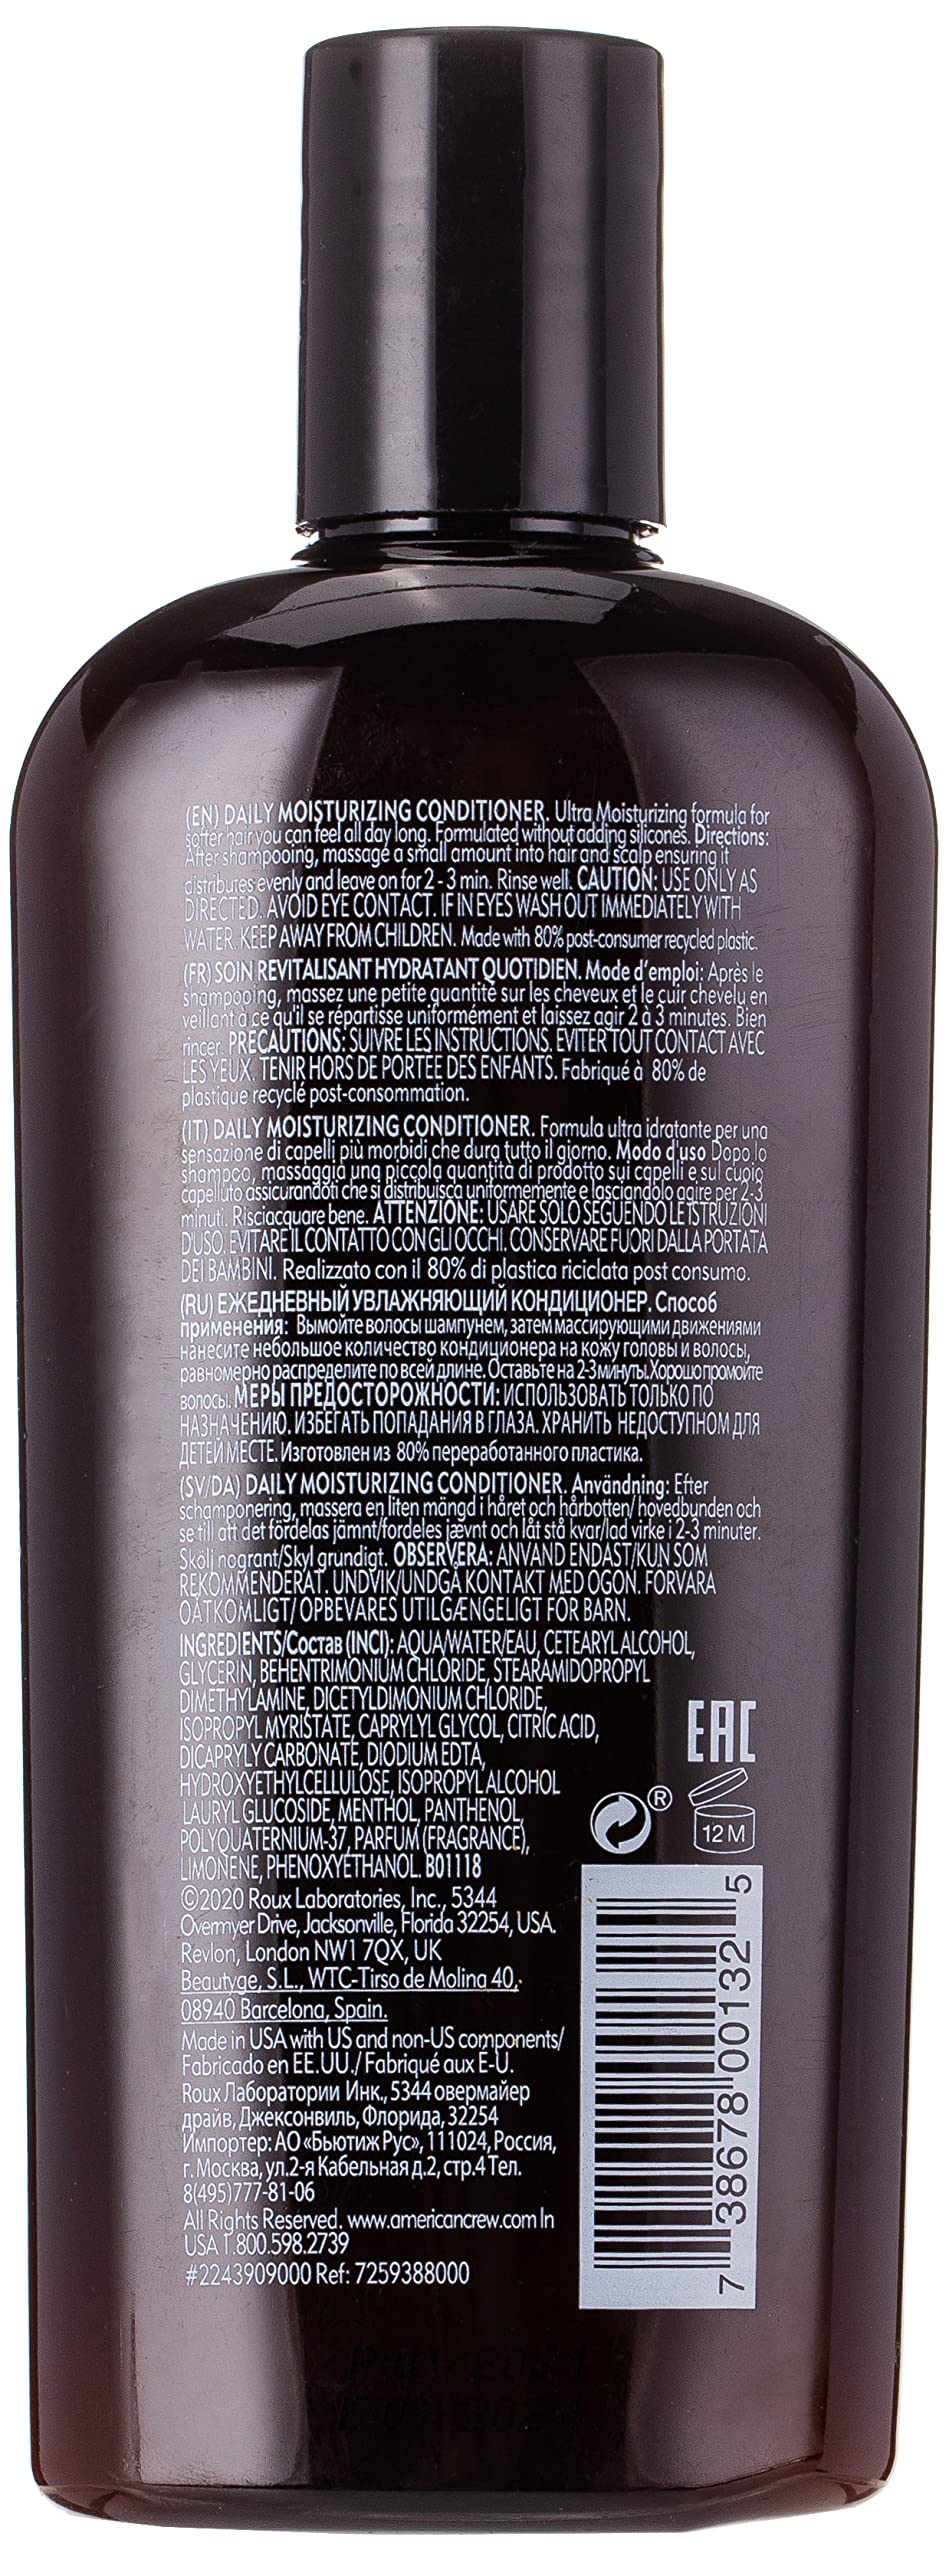 (EN) DAILY MOISTURIZING CONDITIONER. Ultra Moisturizing formula for
softer hair you can feel all day long. Formulated without adding silicones. Directions:
After shampooing, massage a small amount into hair and scalp ensuring it
distributes evenly and leave on for 2 - 3 min. Rinse well. CAUTION: USE ONLY AS
DIRECTED. AVOID EYE CONTACT. IF IN EYES WASH OUT IMMEDIATELY WITH
WATER. KEEP AWAY FROM CHILDREN. Made with 80% post-consumer recycled plastic.
(FR) SOIN REVITALISANT HYDRATANT QUOTIDIEN. Mode d'emploi: Après le
shampooing, massez une petite quantité sur les cheveux et le cuir chevelu en
veillant à ce qu'il se répartisse uniformément et laissez agir 2 à 3 minutes. Bien
rincer. PRÉCAUTIONS: SUIVRE LES INSTRUCTIONS. ÉVITER TOUT CONTACT AVEC
LES YEUX. TENIR HORS DE PORTÉE DES ENFANTS. Fabriqué à 80% de
plastique recyclé post-consommation.
(IT) DAILY MOISTURIZING CONDITIONER. Formula ultra idratante per una
sensazione di capelli più morbidi che dura tutto il giorno. Modo d'uso Dopo lo
shampoo, massaggia una piccola quantità di prodotto sui capelli e sul cuoio
capelluto assicurandoti che si distribuisca uniformemente e lasciandolo agire per 2-3
minuti. Risciacquare bene. ATTENZIONE: USARE SOLO SEGUENDO LE ISTRUZIONI
D'USO. EVITARE IL CONTATTO CON GLI OCCHI. CONSERVARE FUORI DALLA PORTATA
DEI BAMBINI. Realizzato con il 80% di plastica riciclata post consumo.
(RU) ЕЖЕДНЕВНЫЙ УВЛАЖНЯЮЩИЙ КОНДИЦИОНЕР. Способ
применения: Вымойте волосы шампунем, затем массирующими движениями
нанесите небольшое количество кондиционера на кожу головы и волосы,
равномерно распределите по всей длине. Оставьте на 2-3 минуты. Хорошо промойте
волосы. МЕРЫ ПРЕДОСТОРОЖНОСТИ: ИСПОЛЬЗОВАТЬ ТОЛЬКО ПО
НАЗНАЧЕНИЮ. ИЗБЕГАТЬ ПОПАДАНИЯ В ГЛАЗА. ХРАНИТЬ НЕДОСТУПНОМ ДЛЯ
ДЕТЕЙ МЕСТЕ. Изготовлен из 80% переработанного пластика.
(SV/DA) DAILY MOISTURIZING CONDITIONER. Användning: Efter
schamponering, massera en liten mängd i håret och hårbotten/ hovedbunden och
se till att det fördelas jämnt/fordeles jævnt och låt stå kvar/lad virke i 2-3 minuter.
Skölj nogrant/Skyl grundigt. OBSERVERA: ANVÄND ENDAST/KUN SOM
REKOMMENDERAT. UNDVIK/UNDGÅ KONTAKT MED ÖGON. FÖRVARA
OÅTKOMLIGT/ OPBEVARES UTILGÆNGELIGT FÖR BARN.
INGREDIENTS/Состав (INCI): AQUA/WATER/EAU, CETEARYL ALCOHOL,
GLYCERIN, BEHENTRIMONIUM CHLORIDE, STEARAMIDOPROPYL
DIMETHYLAMINE, DICETYLDIMONIUM CHLORIDE,
ISOPROPYL MYRISTATE, CAPRYLYL GLYCOL, CITRIC ACID,
DICAPRYLY CARBONATE, DIODIUM EDTA,
HYDROXYETHYLCELLULOSE, ISOPROPYL ALCOHOL
LAURYL GLUCOSIDE, MENTHOL, PANTHENOL,
POLYQUATERNIUM-37, PARFUM (FRAGRANCE),
LIMONENE, PHENOXYETHANOL. B01118
©2020 Roux Laboratories, Inc., 5344
Overmyer Drive, Jacksonville, Florida 32254, USA.
Revlon, London NW1 7QX, UK
Beautyge, S.L., WTC-Tirso de Molina 40,
08940 Barcelona, Spain.
Made in USA with US and non-US components/
Fabricado en EE.UU./ Fabriqué aux É-U.
Roux Лаборатории Инк., 5344 овермайер
драйв, Джексонвиль, Флорида, 32254
Импортер: АО «Бьютиж Рус», 111024, Россия,
г. Москва, ул.2-я Кабельная д.2, стр.4 Тел.
8(495)777-81-06
All Rights Reserved. www.americancrew.com In
USA 1.800.598.2739
#2243909000 Ref: 7259388000
EAC
®
12 M
7 38678 00132 5